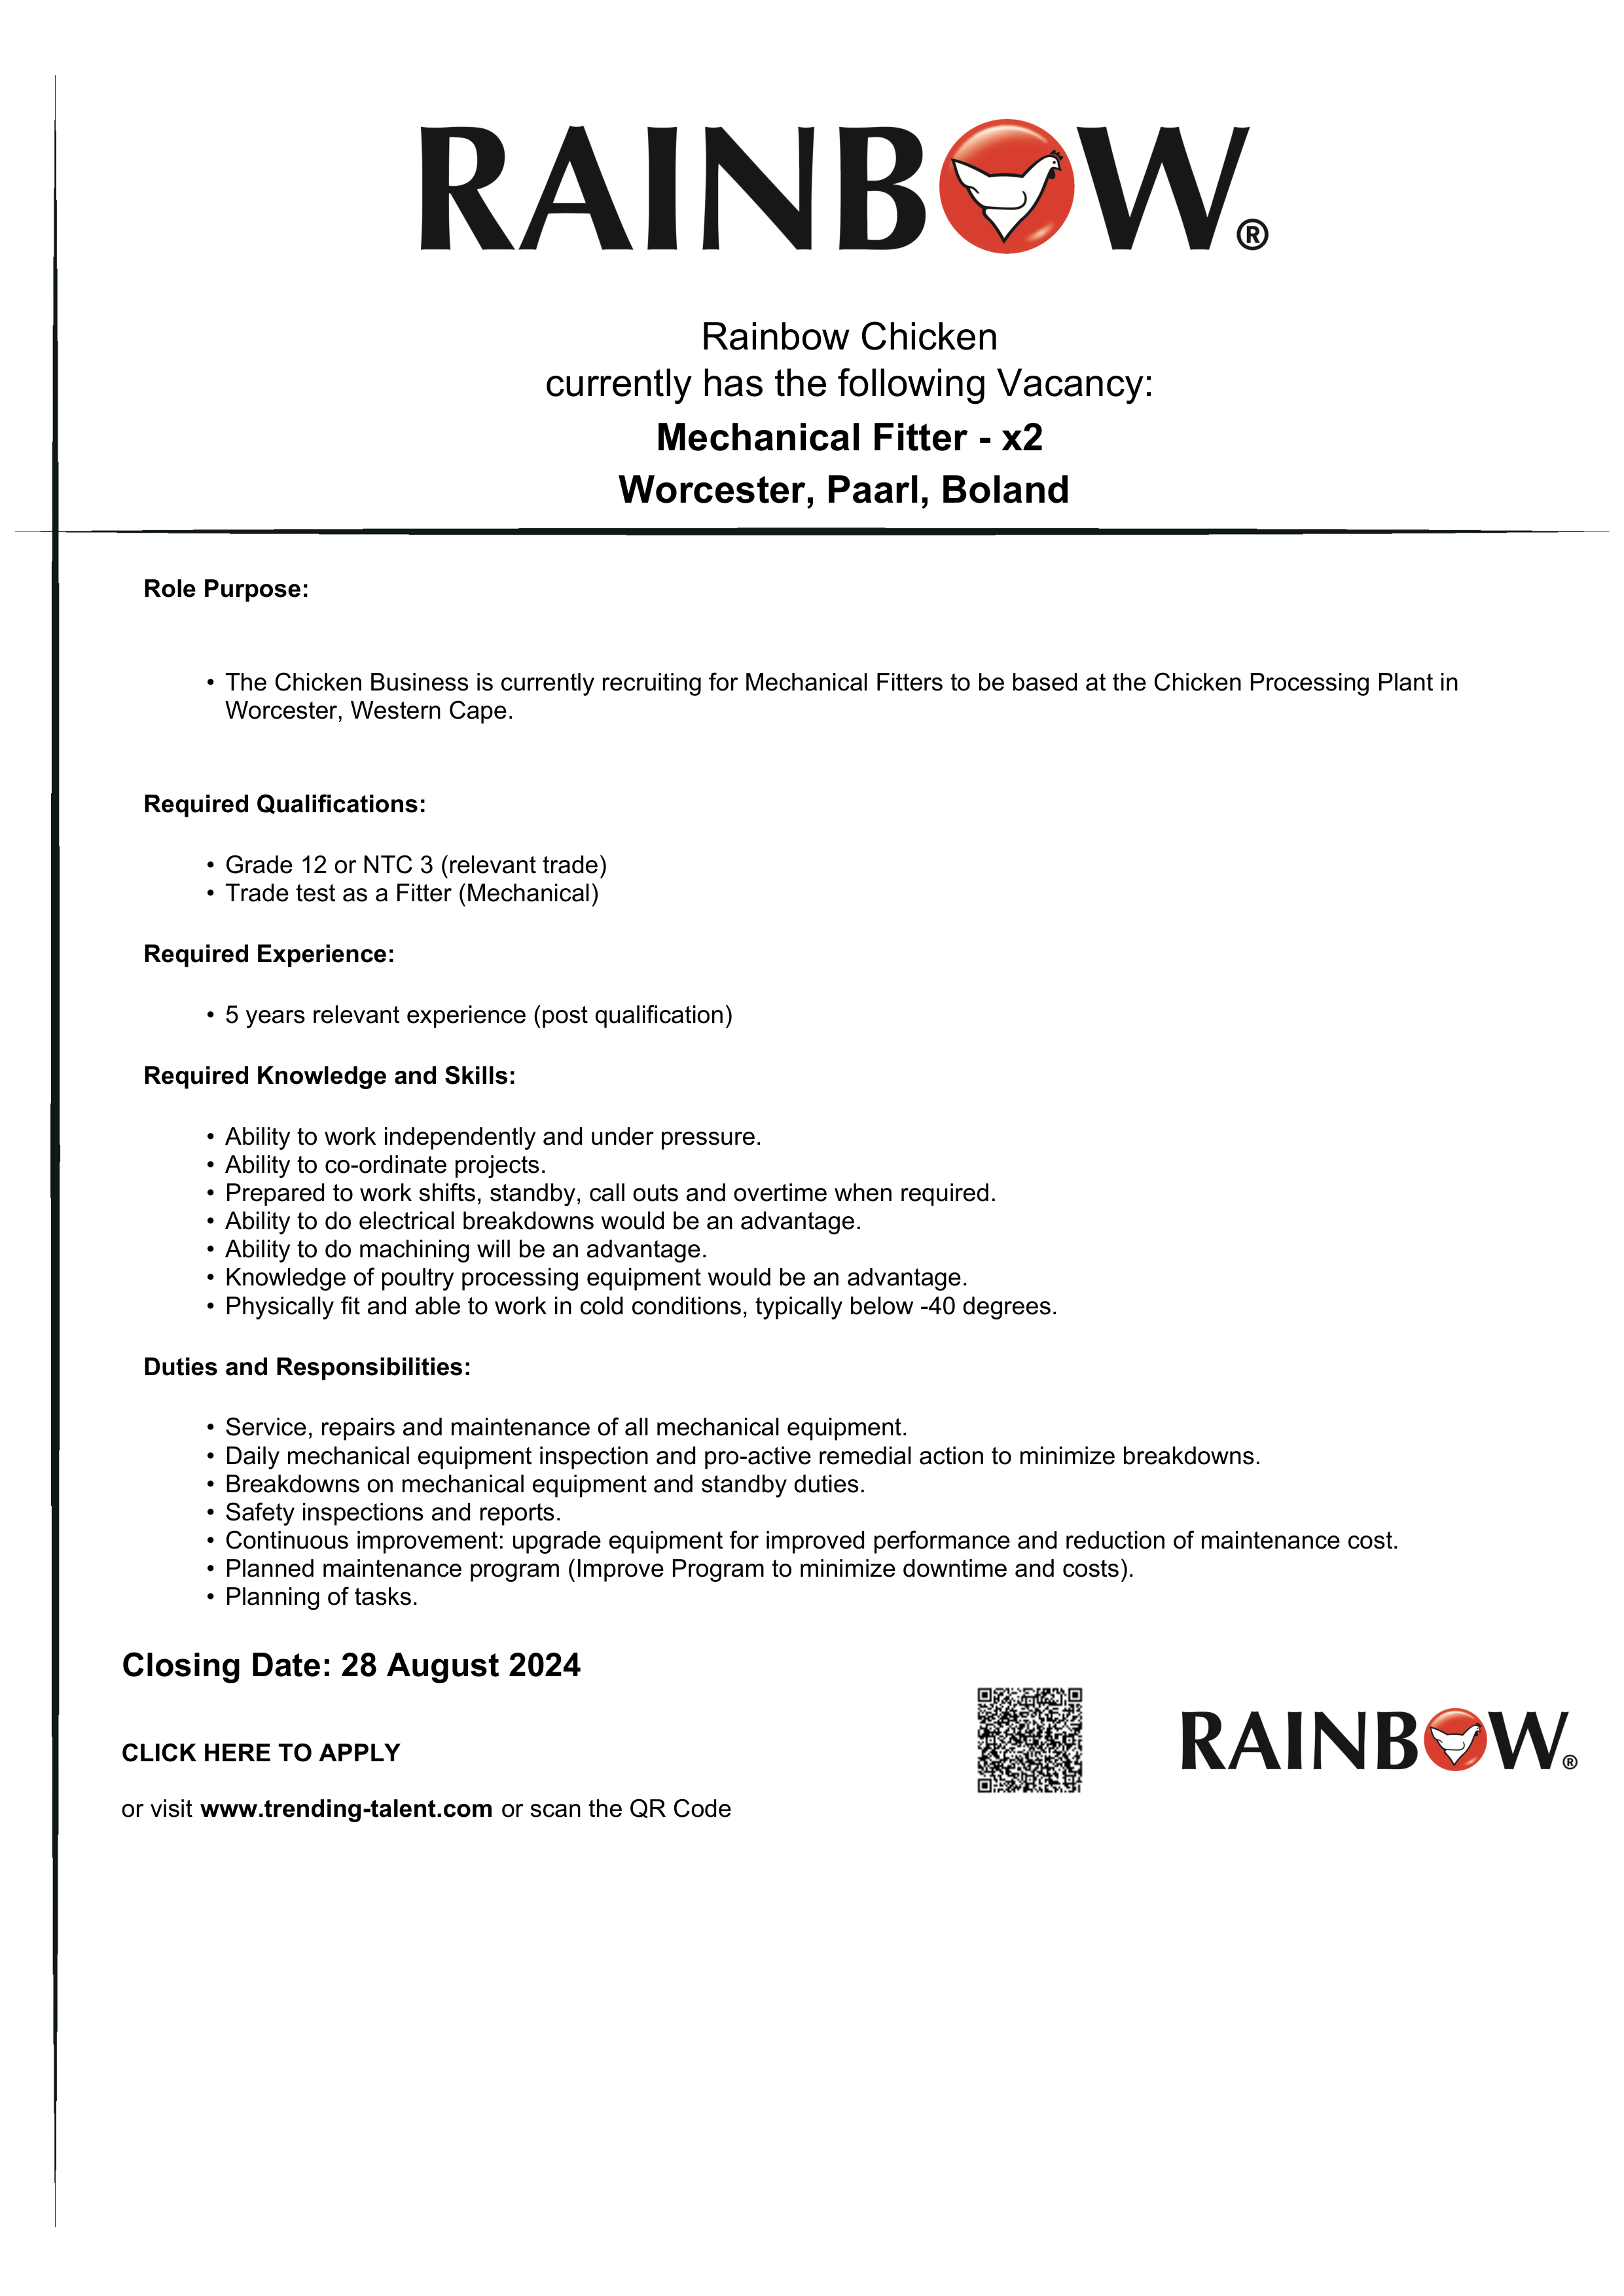 RAINBOW®
Rainbow Chicken
currently has the following Vacancy:
Mechanical Fitter - x2
Worcester, Paarl, Boland
Role Purpose:
• The Chicken Business is currently recruiting for Mechanical Fitters to be based at the Chicken Processing Plant in
Worcester, Western Cape.
Required Qualifications:
• Grade 12 or NTC 3 (relevant trade)
• Trade test as a Fitter (Mechanical)
Required Experience:
• 5 years relevant experience (post qualification)
Required Knowledge and Skills:
• Ability to work independently and under pressure.
• Ability to co-ordinate projects.
• Prepared to work shifts, standby, call outs and overtime when required.
• Ability to do electrical breakdowns would be an advantage.
• Ability to do machining will be an advantage.
• Knowledge of poultry processing equipment would be an advantage.
• Physically fit and able to work in cold conditions, typically below -40 degrees.
Duties and Responsibilities:
• Service, repairs and maintenance of all mechanical equipment.
• Daily mechanical equipment inspection and pro-active remedial action to minimize breakdowns.
• Breakdowns on mechanical equipment and standby duties.
• Safety inspections and reports.
• Continuous improvement: upgrade equipment for improved performance and reduction of maintenance cost.
• Planned maintenance program (Improve Program to minimize downtime and costs).
• Planning of tasks.
Closing Date: 28 August 2024
CLICK HERE TO APPLY
or visit www.trending-talent.com or scan the QR Code
RAINBOW®